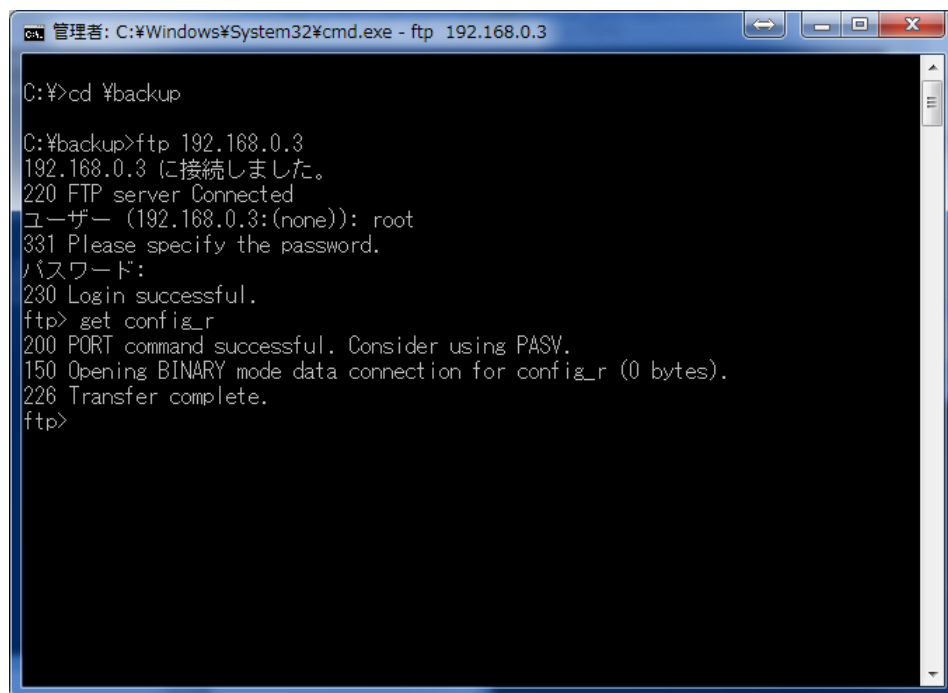 管理者: C:¥Windows¥System32¥cmd.exe - ftp 192.168.0.3
C:¥>cd ¥backup
C:¥backup>ftp 192.168.0.3
192.168.0.3 に接続しました。
220 FTP server Connected
ユーザー (192.168.0.3:(none)): root
331 Please specify the password.
パスワード:
230 Login successful.
ftp> get config_r
200 PORT command successful. Consider using PASV.
150 Opening BINARY mode data connection for config_r (0 bytes).
226 Transfer complete.
ftp>